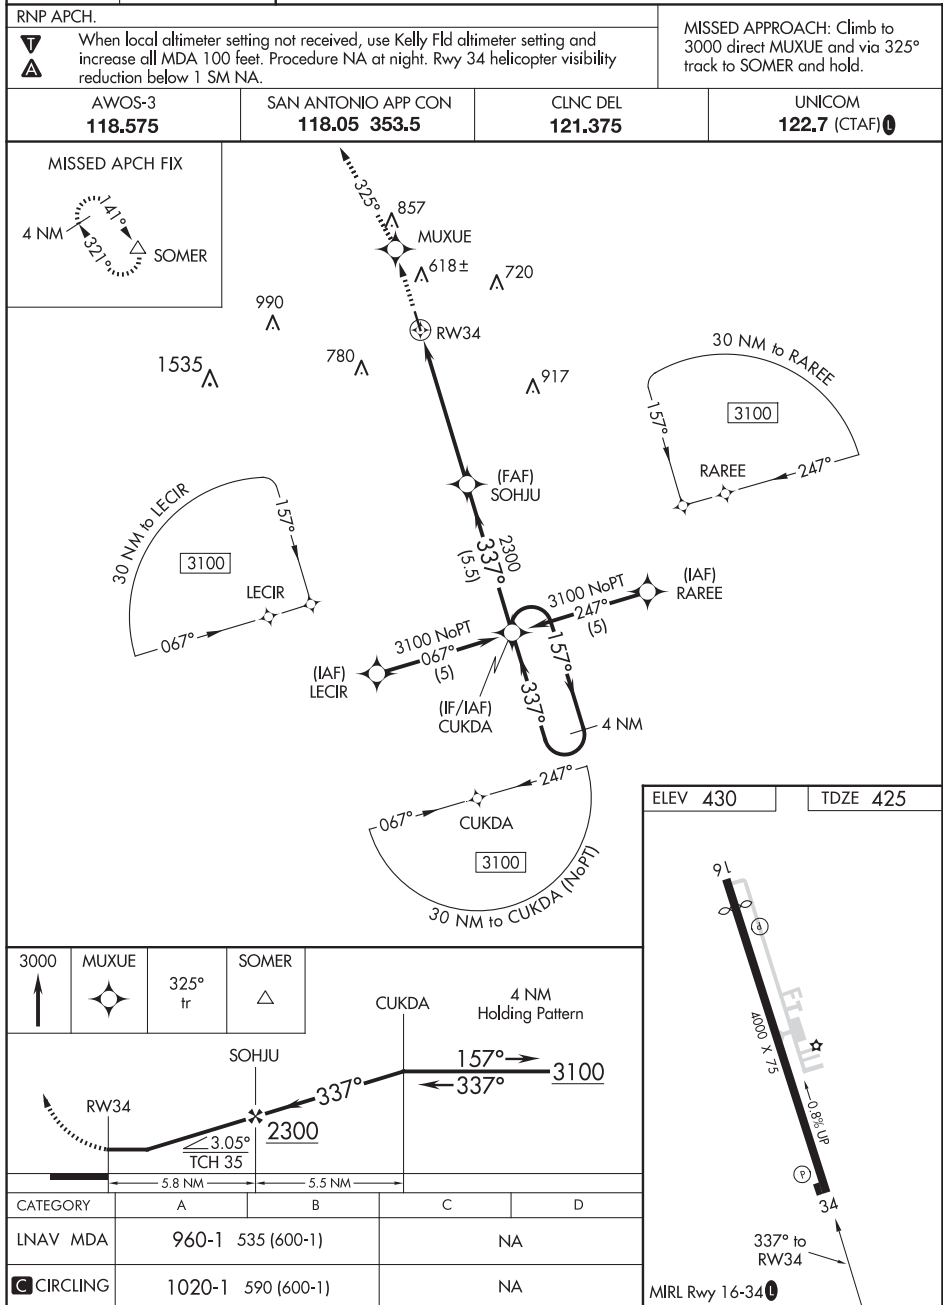 RNP APCH.
T
A
When local altimeter setting not received, use Kelly Fld altimeter setting and
increase all MDA 100 feet. Procedure NA at night. Rwy 34 helicopter visibility
reduction below 1 SM NA.
MISSED APPROACH: Climb to
3000 direct MUXUE and via 325°
track to SOMER and hold.
AWOS-3
118.575
SAN ANTONIO APP CON
118.05 353.5
CLNC DEL
121.375
UNICOM
122.7 (CTAF) L
MISSED APCH FIX
4 NM
141°
321°
SOMER
325°
857
MUXUE
618±
720
990
RW34
1535
780
917
30 NM to RAREE
3100
157°
RAREE
247°
(FAF)
SOHJU
30 NM to LECIR
3100
157°
LECIR
067°
2300
337°
(5.5)
(IAF)
RAREE
3100 NoPT
247°
(5)
3100 NoPT
067°
(5)
(IAF)
LECIR
(IF/IAF)
CUKDA
157°
337°
4 NM
247°
067°
CUKDA
3100
30 NM to CUKDA (NoPT)
ELEV 430
TDZE 425
16
P
4000 X 75
0.8% UP
P
34
337° to
RW34
MIRL Rwy 16-34 L
3000
MUXUE
325°
tr
SOMER
CUKDA
4 NM
Holding Pattern
SOHJU
157°
337°
3100
337°
RW34
2300
3.05°
TCH 35
5.8 NM
5.5 NM
CATEGORY A B C D
LNAV MDA 960-1 535 (600-1) NA
C CIRCLING 1020-1 590 (600-1) NA